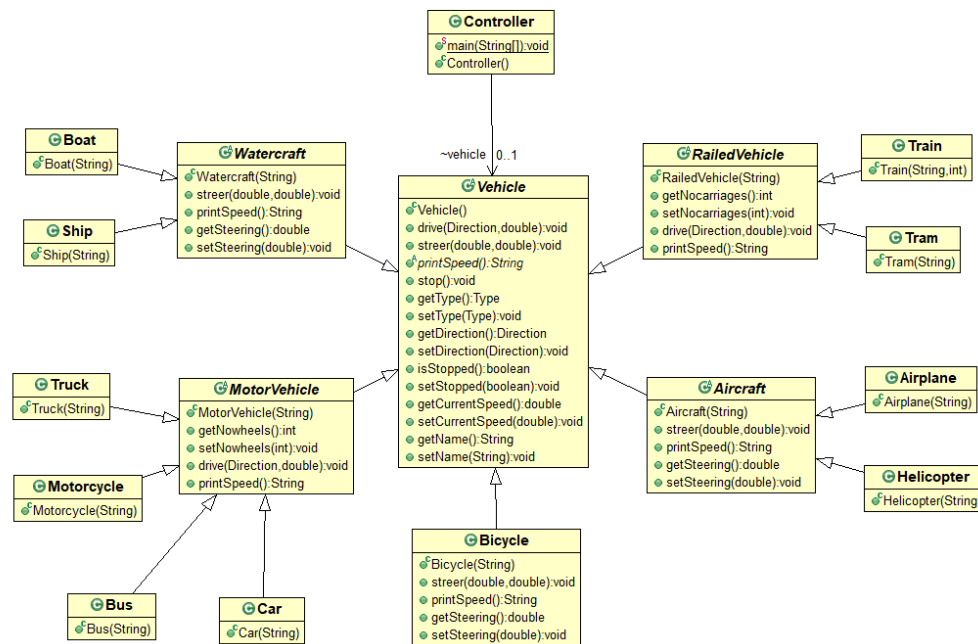 Controller
main(String[]):void
Controller()
~vehicle 0..1
Boat
Boat(String)
Ship
Ship(String)
Watercraft
Watercraft(String)
streer(double,double):void
printSpeed():String
getSteering():double
setSteering(double):void
Vehicle
Vehicle()
drive(Direction,double):void
streer(double,double):void
printSpeed():String
stop():void
getType():Type
setType(Type):void
getDirection():Direction
setDirection(Direction):void
isStopped():boolean
setStopped(boolean):void
getCurrentSpeed():double
setCurrentSpeed(double):void
getName():String
setName(String):void
RailedVehicle
RailedVehicle(String)
getNocarriages():int
setNocarriages(int):void
drive(Direction,double):void
printSpeed():String
Train
Train(String,int)
Tram
Tram(String)
Truck
Truck(String)
Motorcycle
Motorcycle(String)
MotorVehicle
MotorVehicle(String)
getNowheels():int
setNowheels(int):void
drive(Direction,double):void
printSpeed():String
Bus
Bus(String)
Car
Car(String)
Bicycle
Bicycle(String)
streer(double,double):void
printSpeed():String
getSteering():double
setSteering(double):void
Aircraft
Aircraft(String)
streer(double,double):void
printSpeed():String
getSteering():double
setSteering(double):void
Airplane
Airplane(String)
Helicopter
Helicopter(String)